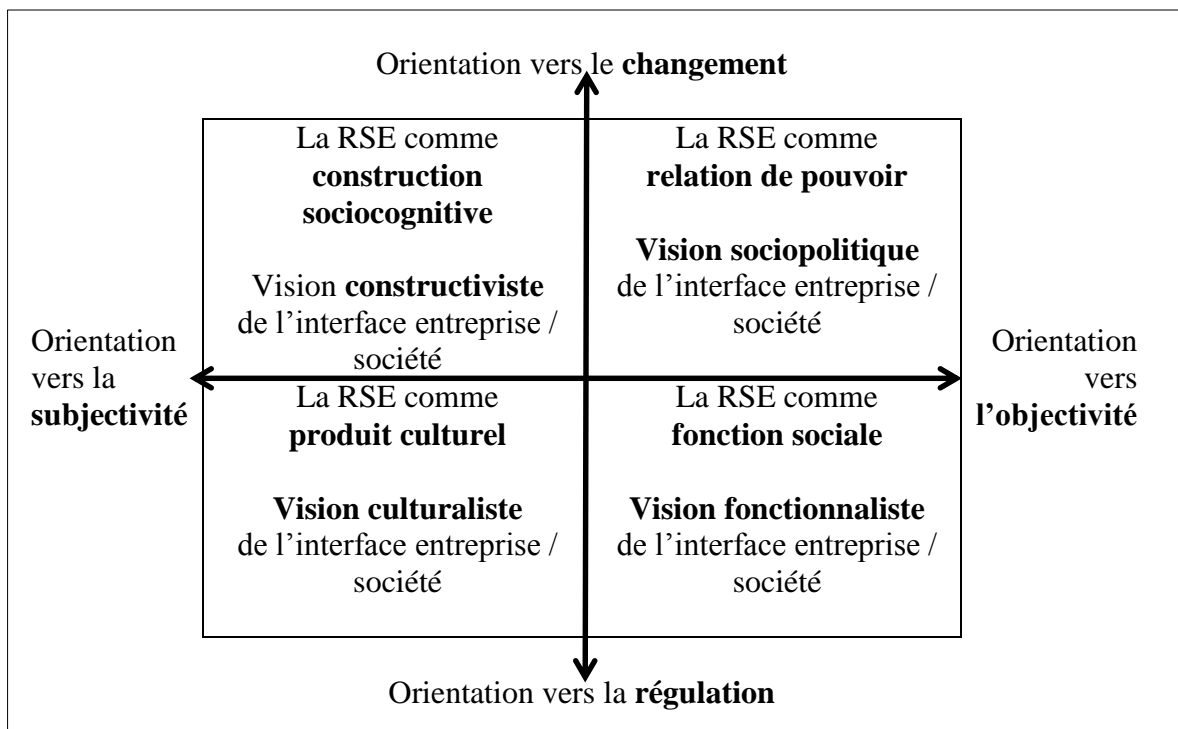 Orientation vers le changement
La RSE comme
construction
sociocognitive
Vision constructiviste
de l’interface entreprise /
société
La RSE comme
relation de pouvoir
Vision sociopolitique
de l’interface entreprise /
société
Orientation
vers la
subjectivité
Orientation
vers
l’objectivité
La RSE comme
produit culturel
Vision culturaliste
de l’interface entreprise /
société
La RSE comme
fonction sociale
Vision fonctionnaliste
de l’interface entreprise /
société
Orientation vers la régulation